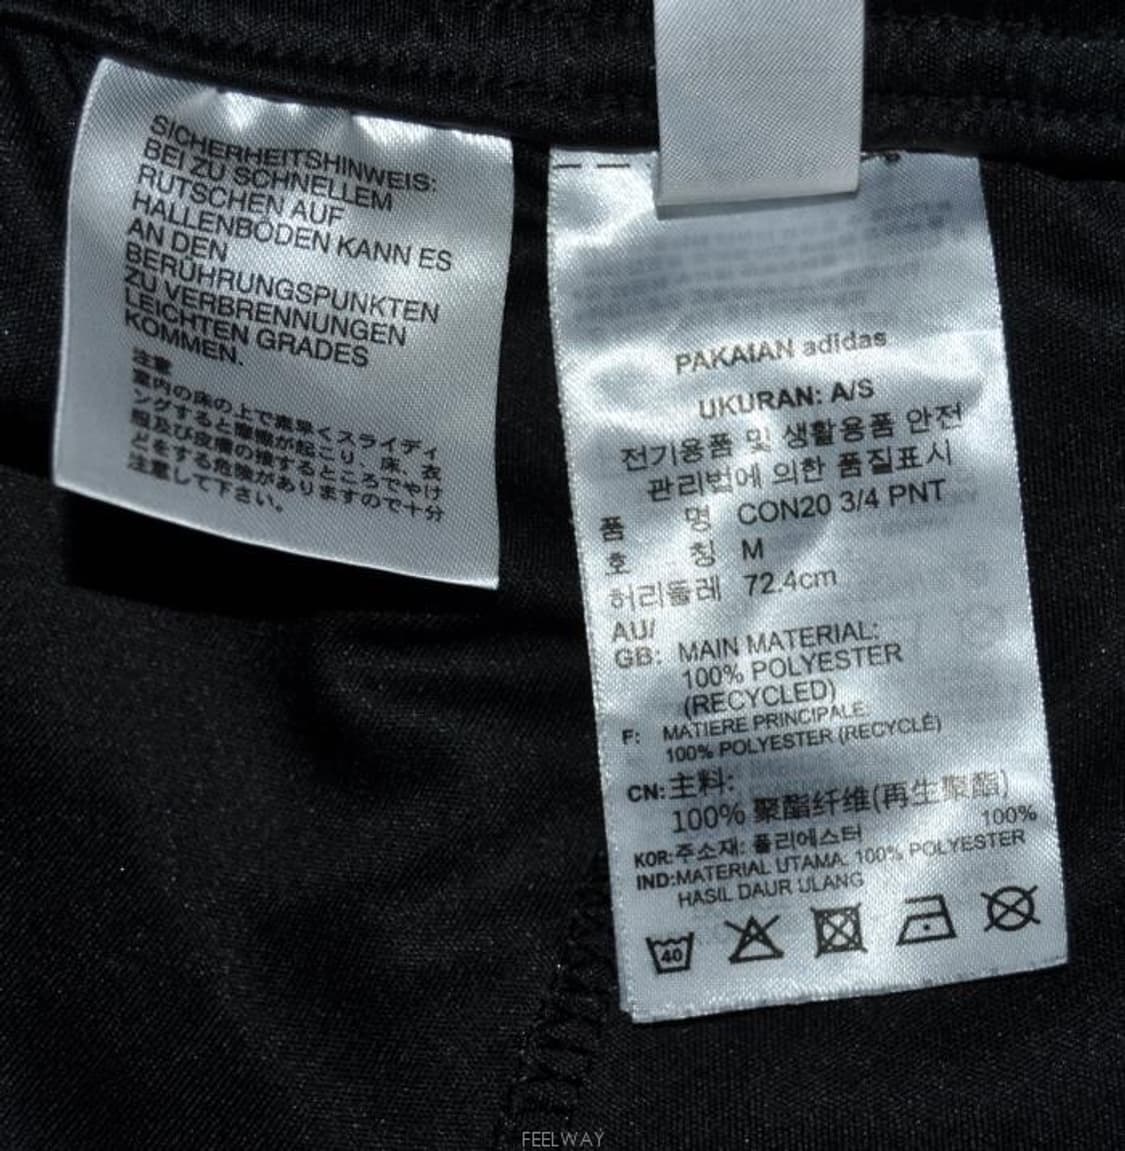 SICHERHEITSHINWEIS:
BEI ZU SCHNELLEM
RUTSCHEN AUF
HALLENBÖDEN KANN ES
AN DEN
BERÜHRUNGSPUNKTEN
ZU VERBRENNUNGEN
LEICHTEN GRADES
KOMMEN.
注意
室内の床の上で素早くスライディ
ングすると摩擦が起こり、床、衣
服及び皮膚の接するところでやけ
どをする危険がありますので十分
注意して下さい。
PAKAIAN adidas
UKURAN: A/S
전기용품 및 생활용품 안전
관리법에 의한 품질표시
품 명 CON20 3/4 PNT
호 칭 M
허리둘레 72.4cm
AU/
GB: MAIN MATERIAL:
100% POLYESTER
(RECYCLED)
F: MATIERE PRINCIPALE:
100% POLYESTER (RECYCLÉ)
CN: 主料:
100% 聚酯纤维(再生聚酯)
KOR: 주소재: 폴리에스터 100%
IND: MATERIAL UTAMA: 100% POLYESTER
HASIL DAUR ULANG
40
FEELWAY